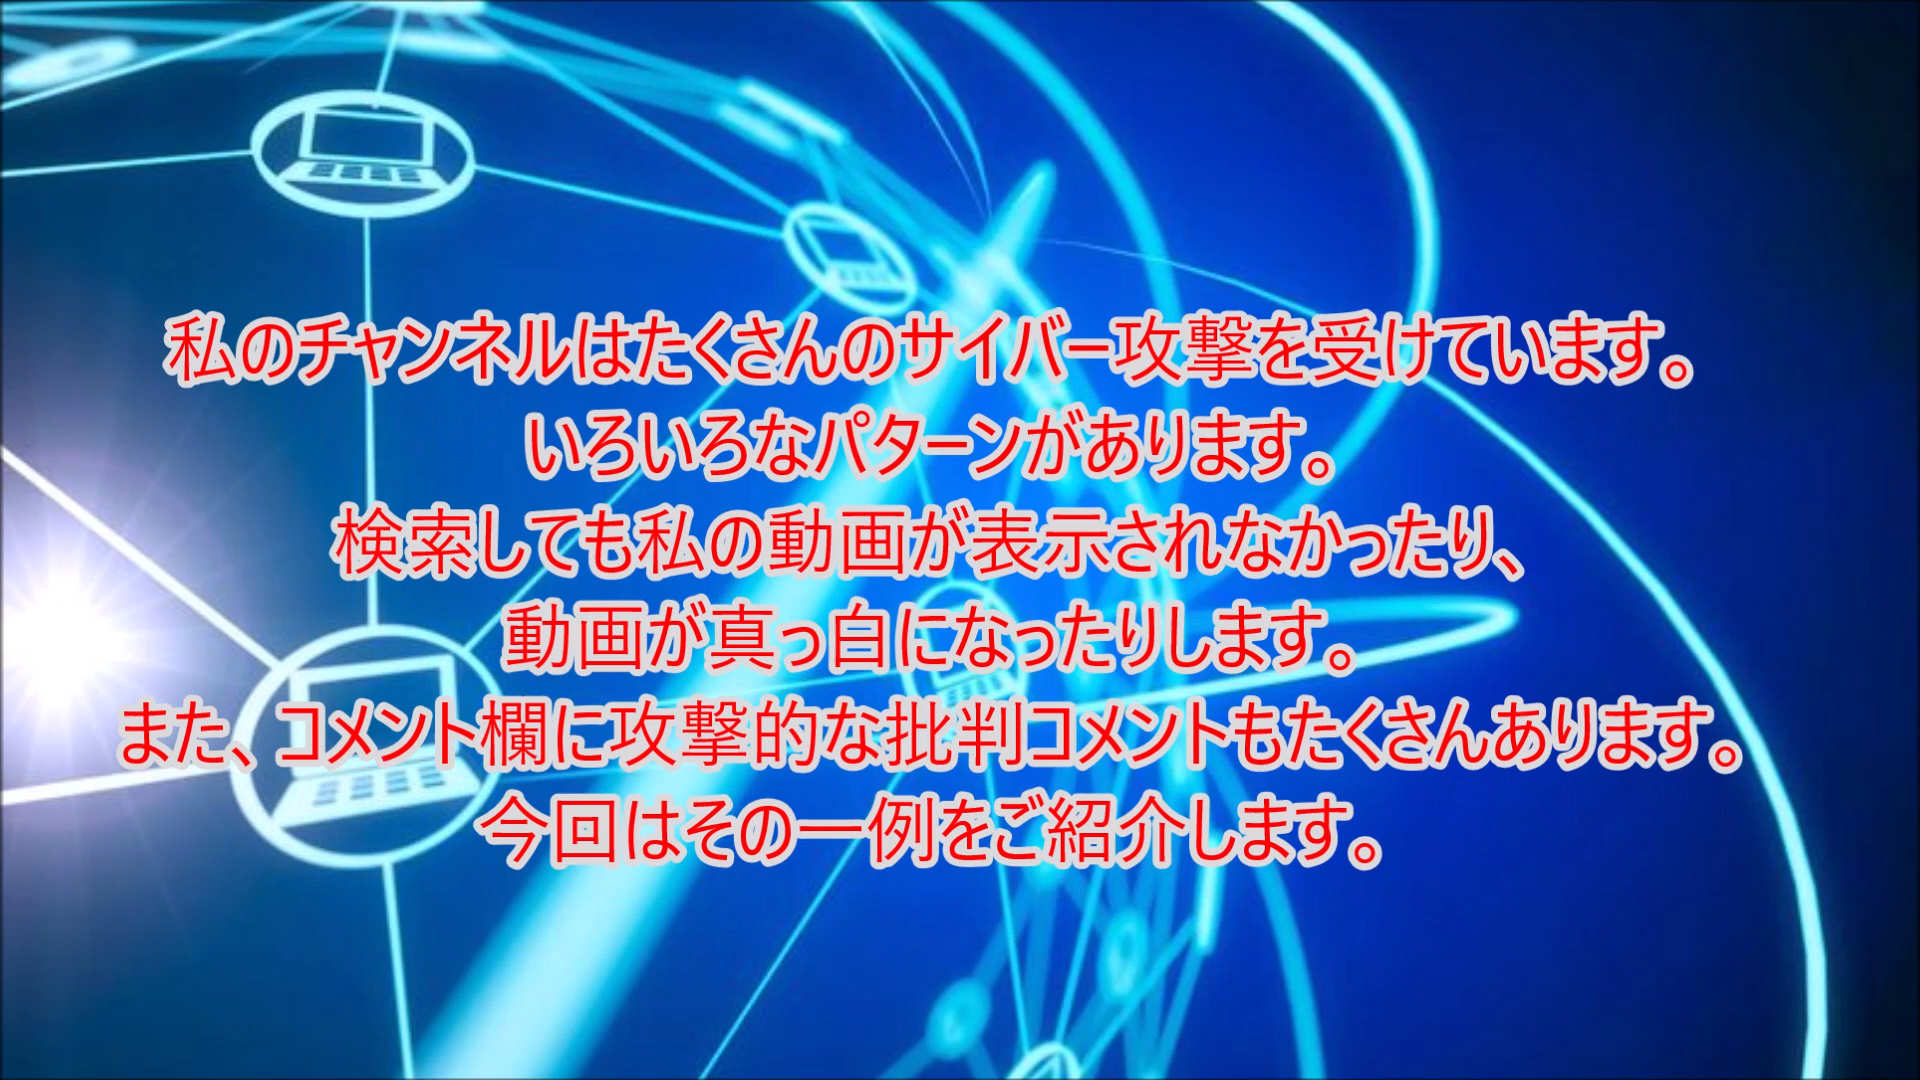 私のチャンネルはたくさんのサイバー攻撃を受けています。
いろいろなパターンがあります。
検索しても私の動画が表示されなかったり、
動画が真っ白になったりします。
また、コメント欄に攻撃的な批判コメントもたくさんあります。
今回はその一例をご紹介します。